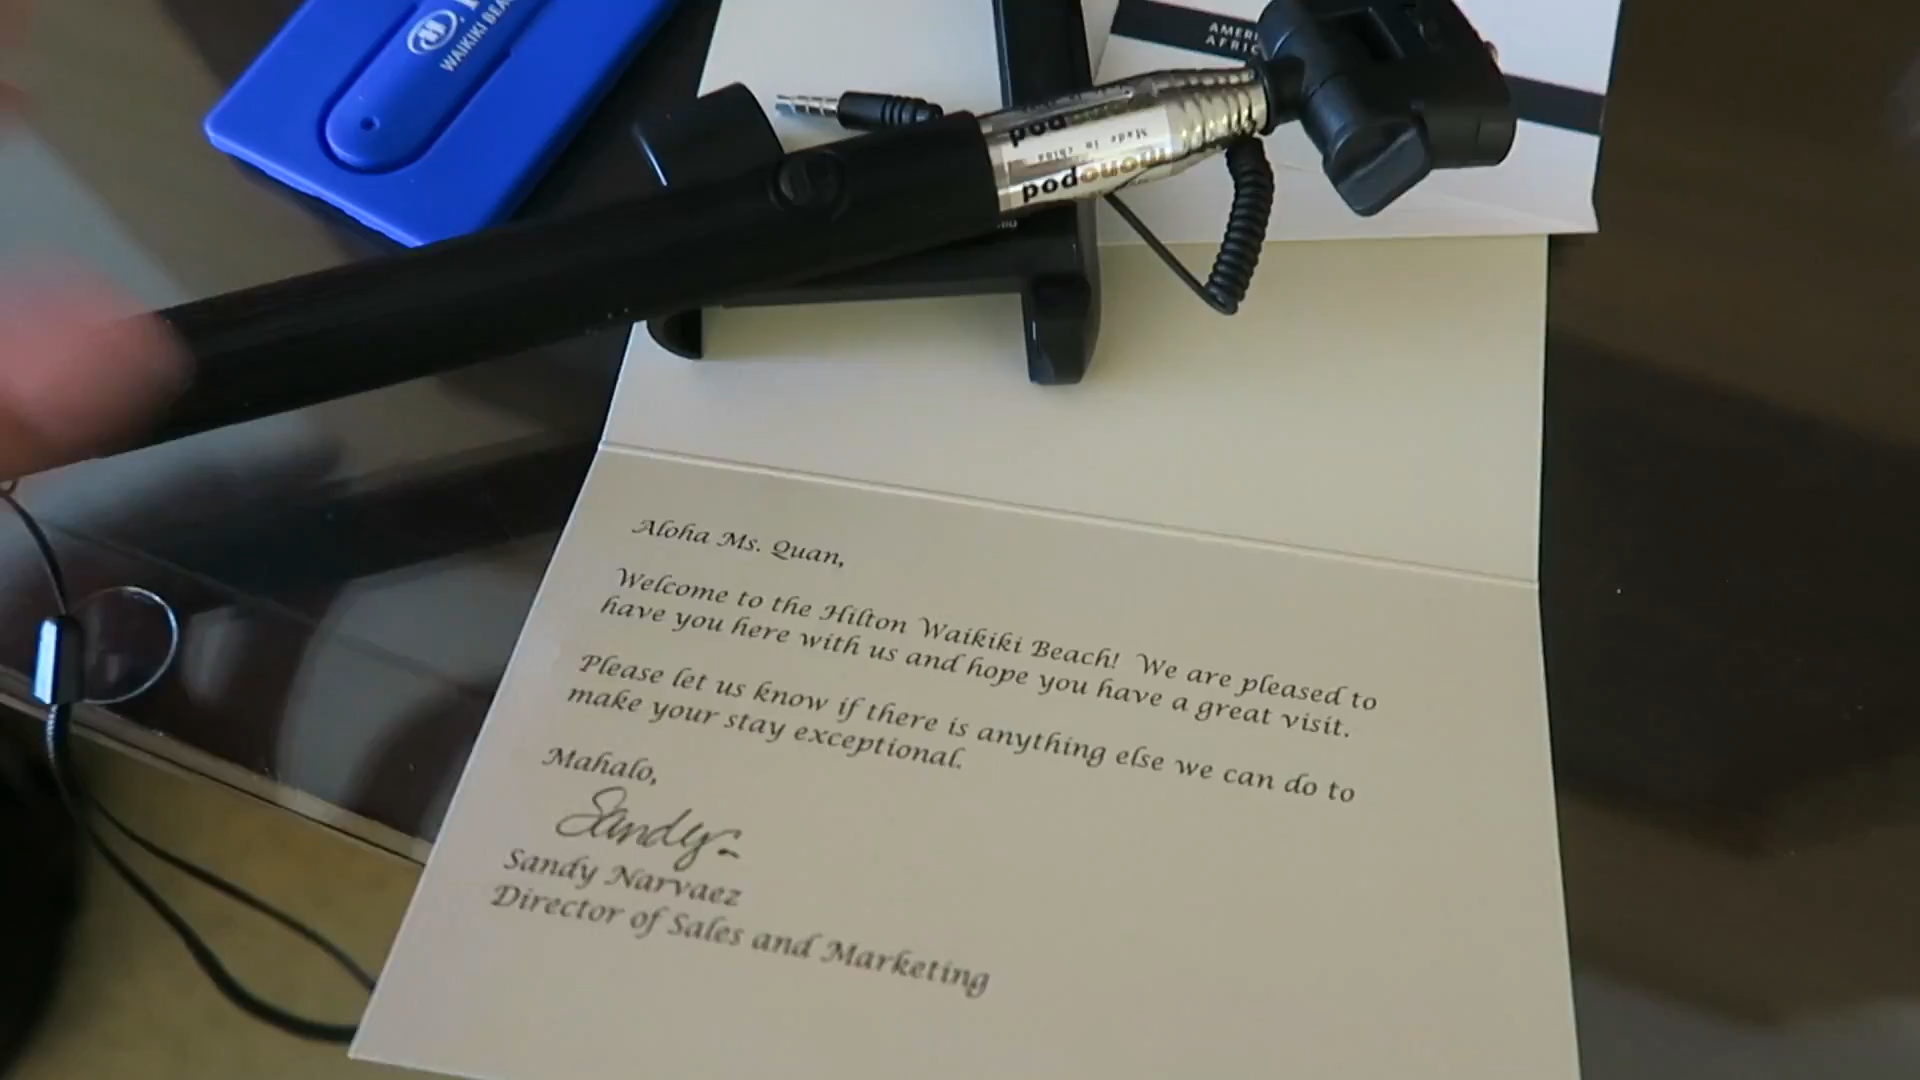 WAIKIKI BEA
AMERI
AFRIC
pod
Made in china
monopod
Aloha Ms. Quan,
Welcome to the Hilton Waikiki Beach! We are pleased to
have you here with us and hope you have a great visit.
Please let us know if there is anything else we can do to
make your stay exceptional.
Mahalo,
Sandy
Sandy Narvaez
Director of Sales and Marketing